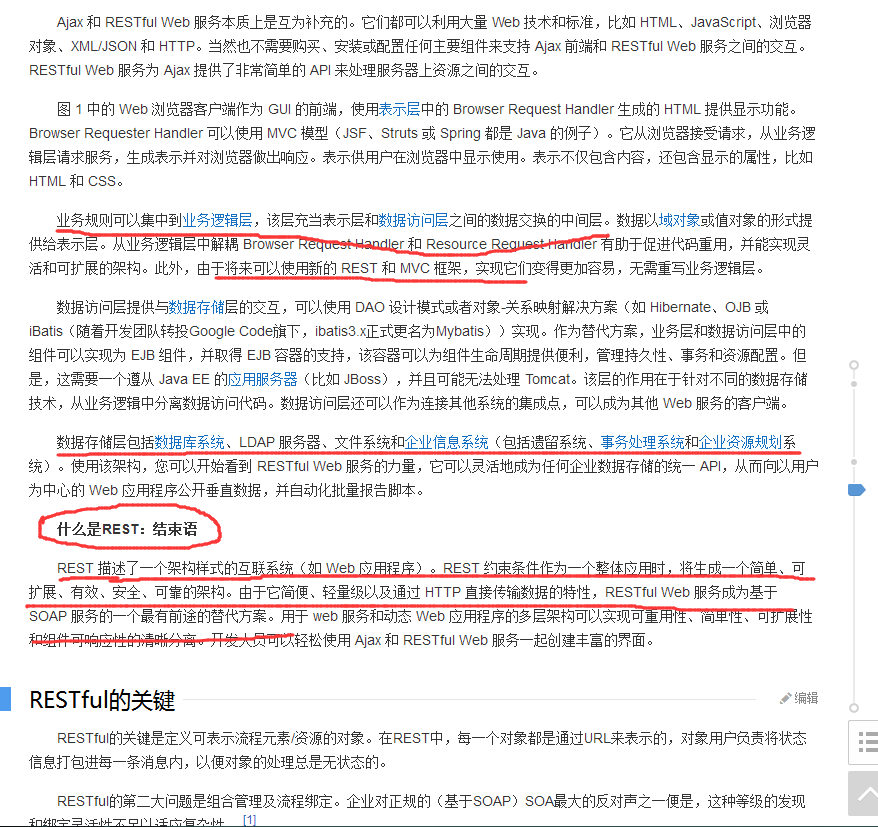 Ajax 和 RESTful Web 服务本质上是互为补充的。它们都可以利用大量 Web 技术和标准，比如 HTML、JavaScript、浏览器
对象、XML/JSON 和 HTTP。当然也不需要购买、安装或配置任何主要组件来支持 Ajax 前端和 RESTful Web 服务之间的交互。
RESTful Web 服务为 Ajax 提供了非常简单的 API 来处理服务器上资源之间的交互。
图 1 中的 Web 浏览器客户端作为 GUI 的前端，使用表示层中的 Browser Request Handler 生成的 HTML 提供显示功能。
Browser Requester Handler 可以使用 MVC 模型（JSF、Struts 或 Spring 都是 Java 的例子）。它从浏览器接受请求，从业务逻
辑层请求服务，生成表示并对浏览器做出响应。表示供用户在浏览器中显示使用。表示不仅包含内容，还包含显示的属性，比如
HTML 和 CSS。
业务规则可以集中到业务逻辑层，该层充当表示层和数据访问层之间的数据交换的中间层。数据以域对象或值对象的形式提
供给表示层。从业务逻辑层中解耦 Browser Request Handler 和 Resource Request Handler 有助于促进代码重用，并能实现灵
活和可扩展的架构。此外，由于将来可以使用新的 REST 和 MVC 框架，实现它们变得更加容易，无需重写业务逻辑层。
数据访问层提供与数据存储层的交互，可以使用 DAO 设计模式或者对象-关系映射解决方案（如 Hibernate、OJB 或
iBatis（随着开发团队转投Google Code旗下，ibatis3.x正式更名为Mybatis））实现。作为替代方案，业务层和数据访问层中的
组件可以实现为 EJB 组件，并取得 EJB 容器的支持，该容器可以为组件生命周期提供便利，管理持久性、事务和资源配置。但
是，这需要一个遵从 Java EE 的应用服务器（比如 JBoss），并且可能无法处理 Tomcat。该层的作用在于针对不同的数据存储
技术，从业务逻辑中分离数据访问代码。数据访问层还可以作为连接其他系统的集成点，可以成为其他 Web 服务的客户端。
数据存储层包括数据库系统、LDAP 服务器、文件系统和企业信息系统（包括遗留系统、事务处理系统和企业资源规划系
统）。使用该架构，您可以开始看到 RESTful Web 服务的力量，它可以灵活地成为任何企业数据存储的统一 API，从而向以用户
为中心的 Web 应用程序公开垂直数据，并自动化批量报告脚本。
什么是REST：结束语
REST 描述了一个架构样式的互联系统（如 Web 应用程序）。REST 约束条件作为一个整体应用时，将生成一个简单、可
扩展、有效、安全、可靠的架构。由于它简便、轻量级以及通过 HTTP 直接传输数据的特性，RESTful Web 服务成为基于
SOAP 服务的一个最有前途的替代方案。用于 web 服务和动态 Web 应用程序的多层架构可以实现可重用性、简单性、可扩展性
和组件可响应性的清晰分离。开发人员可以轻松使用 Ajax 和 RESTful Web 服务一起创建丰富的界面。
RESTful的关键
编辑
RESTful的关键是定义可表示流程元素/资源的对象。在REST中，每一个对象都是通过URL来表示的，对象用户负责将状态
信息打包进每一条消息内，以便对象的处理总是无状态的。
RESTful的第二大问题是组合管理及流程绑定。企业对正规的（基于SOAP）SOA最大的反对声之一便是，这种等级的发现
和绑定灵活性不足以适应复杂性。 [1]